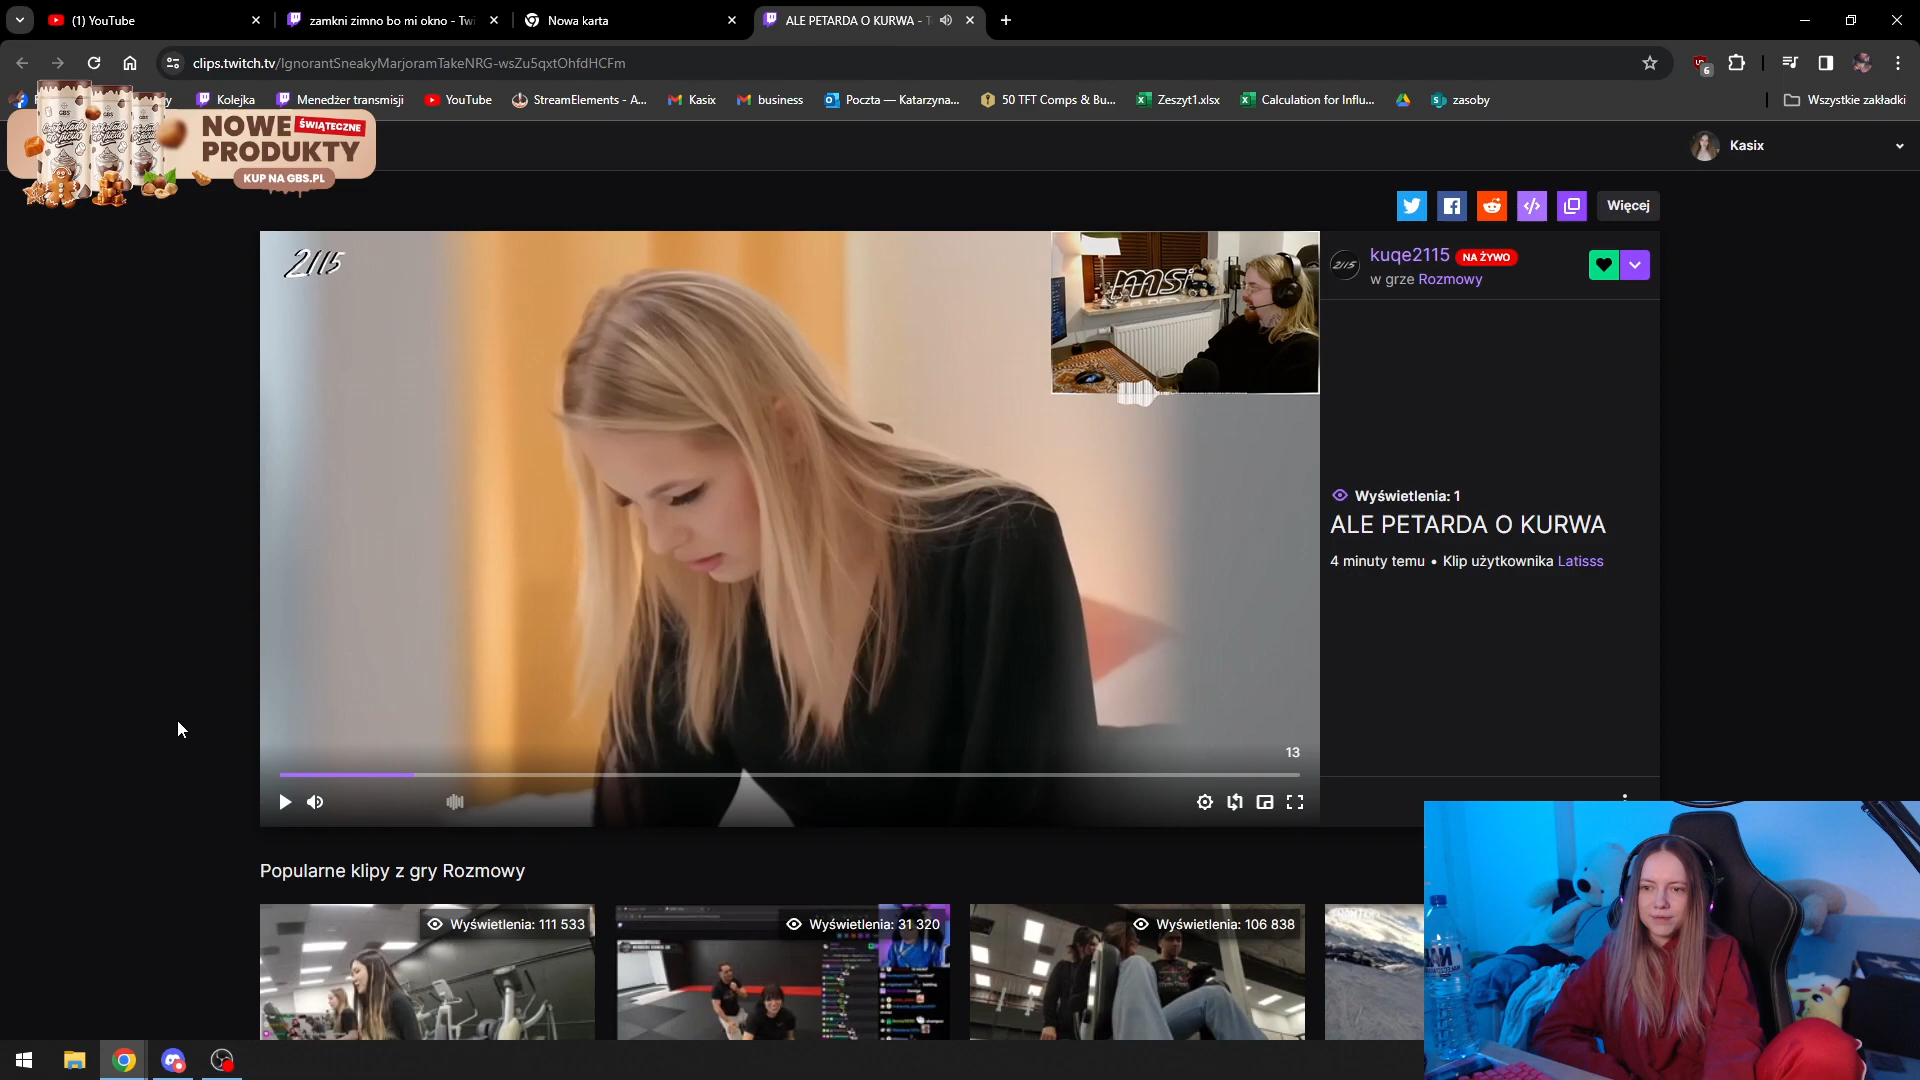 (1) YouTube
zamkni zimno bo mi okno - Twi
Nowa karta
ALE PETARDA O KURWA - T
clips.twitch.tv/IgnorantSneakyMarjoramTakeNRG-wsZu5qxtOhfdHCFm
6
Kolejka
Menedżer transmisji
YouTube
StreamElements - A...
Kasix
business
Poczta — Katarzyna...
50 TFT Comps & Bu...
Zeszyt1.xlsx
Calculation for Influ...
zasoby
Wszystkie zakładki
GBS
NOWE ŚWIĄTECZNE
PRODUKTY
KUP NA GBS.PL
Kasix
Więcej
2115
msi
kuqe2115 NA ŻYWO
w grze Rozmowy
Wyświetlenia: 1
ALE PETARDA O KURWA
4 minuty temu • Klip użytkownika Latisss
13
Popularne klipy z gry Rozmowy
Wyświetlenia: 111 533
Wyświetlenia: 31 320
Wyświetlenia: 106 838